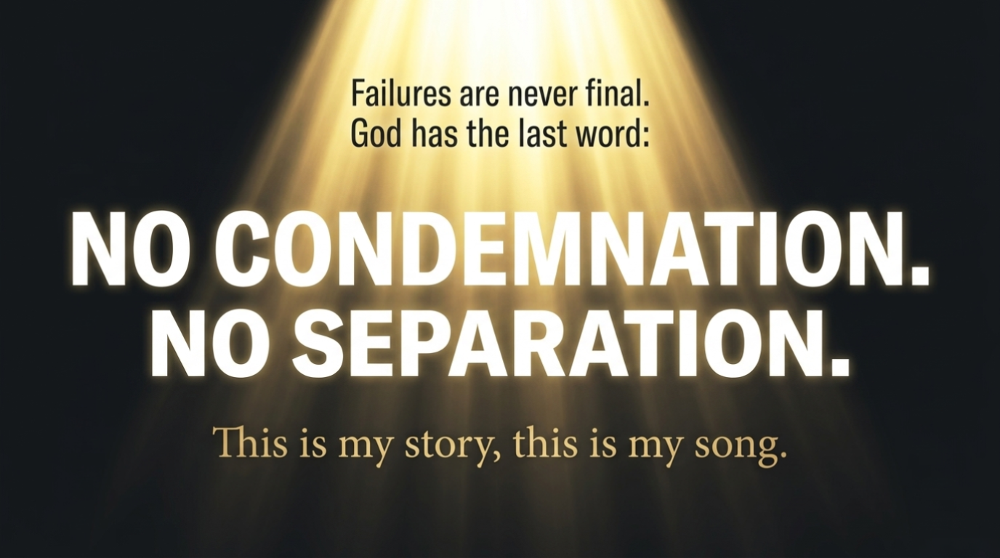 Failures are never final.
God has the last word:
NO CONDEMNATION.
NO SEPARATION.
This is my story, this is my song.